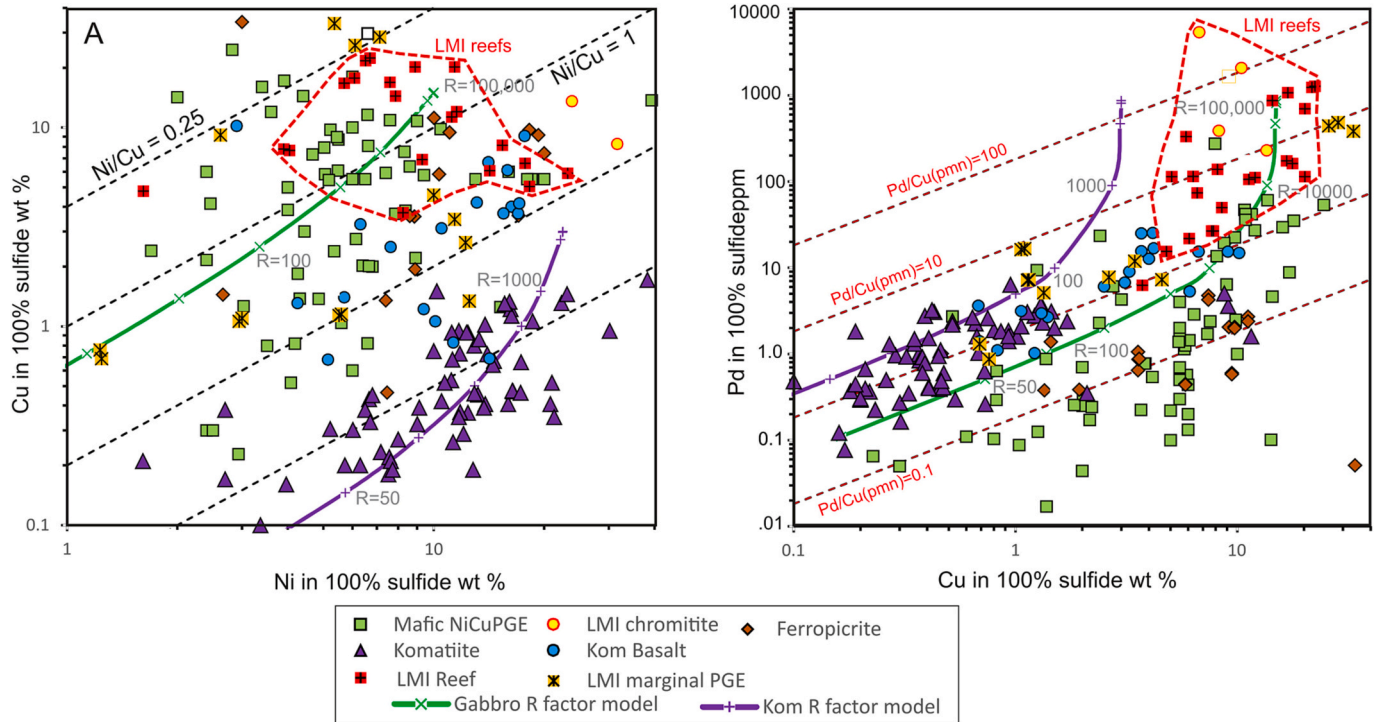 A
LMI reefs
Ni/Cu = 1
Ni/Cu = 0.25
R=100,000
R=100
R=1000
R=50
10
1
0.1
1
10
Cu in 100% sulfide wt %
Ni in 100% sulfide wt %
10000
1000
100
10
1.0
0.1
.01
0.1
1
10
Pd in 100% sulfideppm
Cu in 100% sulfide wt %
LMI reefs
R=100,000
Pd/Cu(pmn)=100
1000
R=10000
Pd/Cu(pmn)=10
100
R=100
R=50
Pd/Cu(pmn)=0.1
Mafic NiCuPGE
LMI chromitite
Ferropicrite
Komatiite
Kom Basalt
LMI Reef
LMI marginal PGE
Gabbro R factor model
Kom R factor model